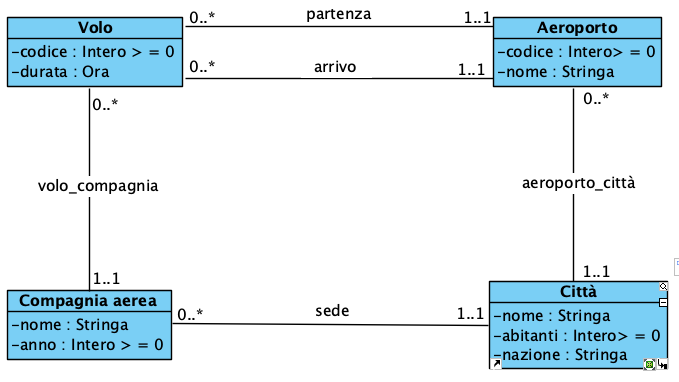 Volo
-codice : Intero > = 0
-durata : Ora
0..* partenza 1..1
0..* arrivo 1..1
Aeroporto
-codice : Intero> = 0
-nome : Stringa
0..*
volo_compagnia
1..1
0..*
aeroporto_città
1..1
Compagnia aerea
-nome : Stringa
-anno : Intero > = 0
0..* sede 1..1
Città
-nome : Stringa
-abitanti : Intero> = 0
-nazione : Stringa